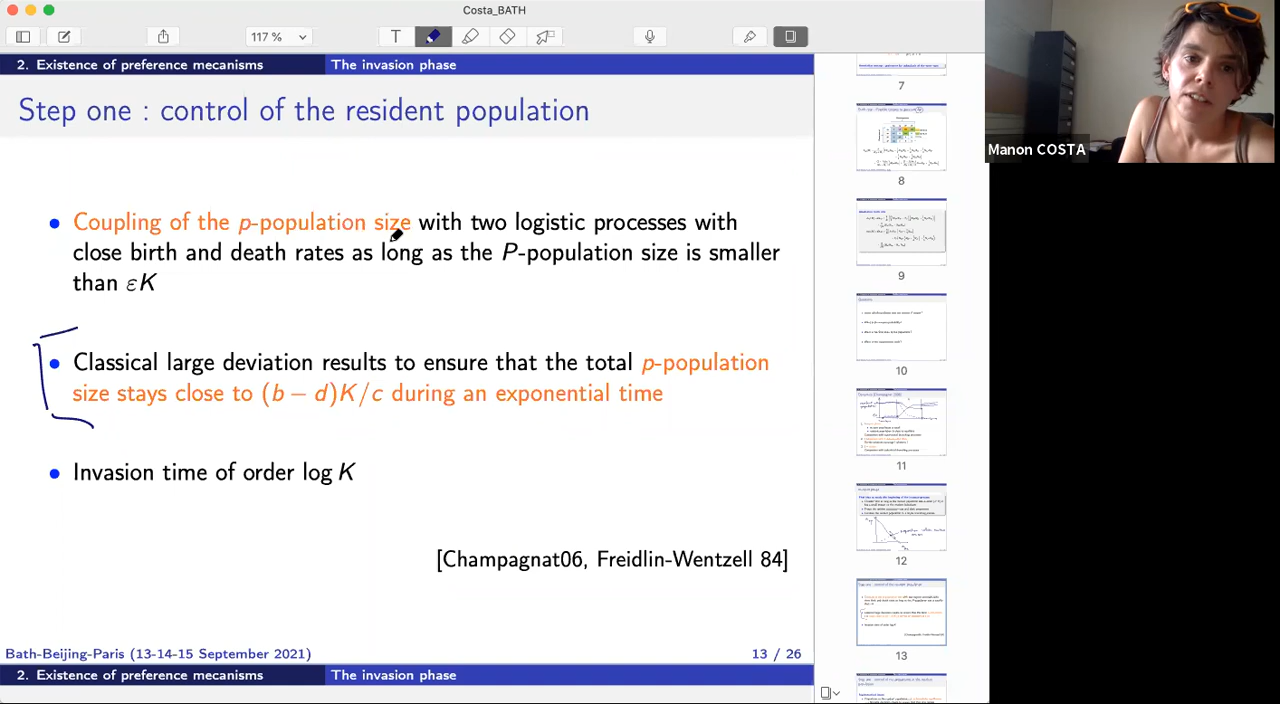 Costa_BATH
117 %
T
2. Existence of preference mechanisms The invasion phase
Step one : control of the resident population
Coupling of the p-population size with two logistic processes with
close birth and death rates as long as the P-population size is smaller
than εK
Classical large deviation results to ensure that the total p-population
size stays close to (b − d)K/c during an exponential time
Invasion time of order log K
[Champagnat06, Freidlin-Wentzell 84]
Bath-Beijing-Paris (13-14-15 September 2021) 13 / 26
2. Existence of preference mechanisms The invasion phase
7
8
9
10
11
12
13
Manon COSTA